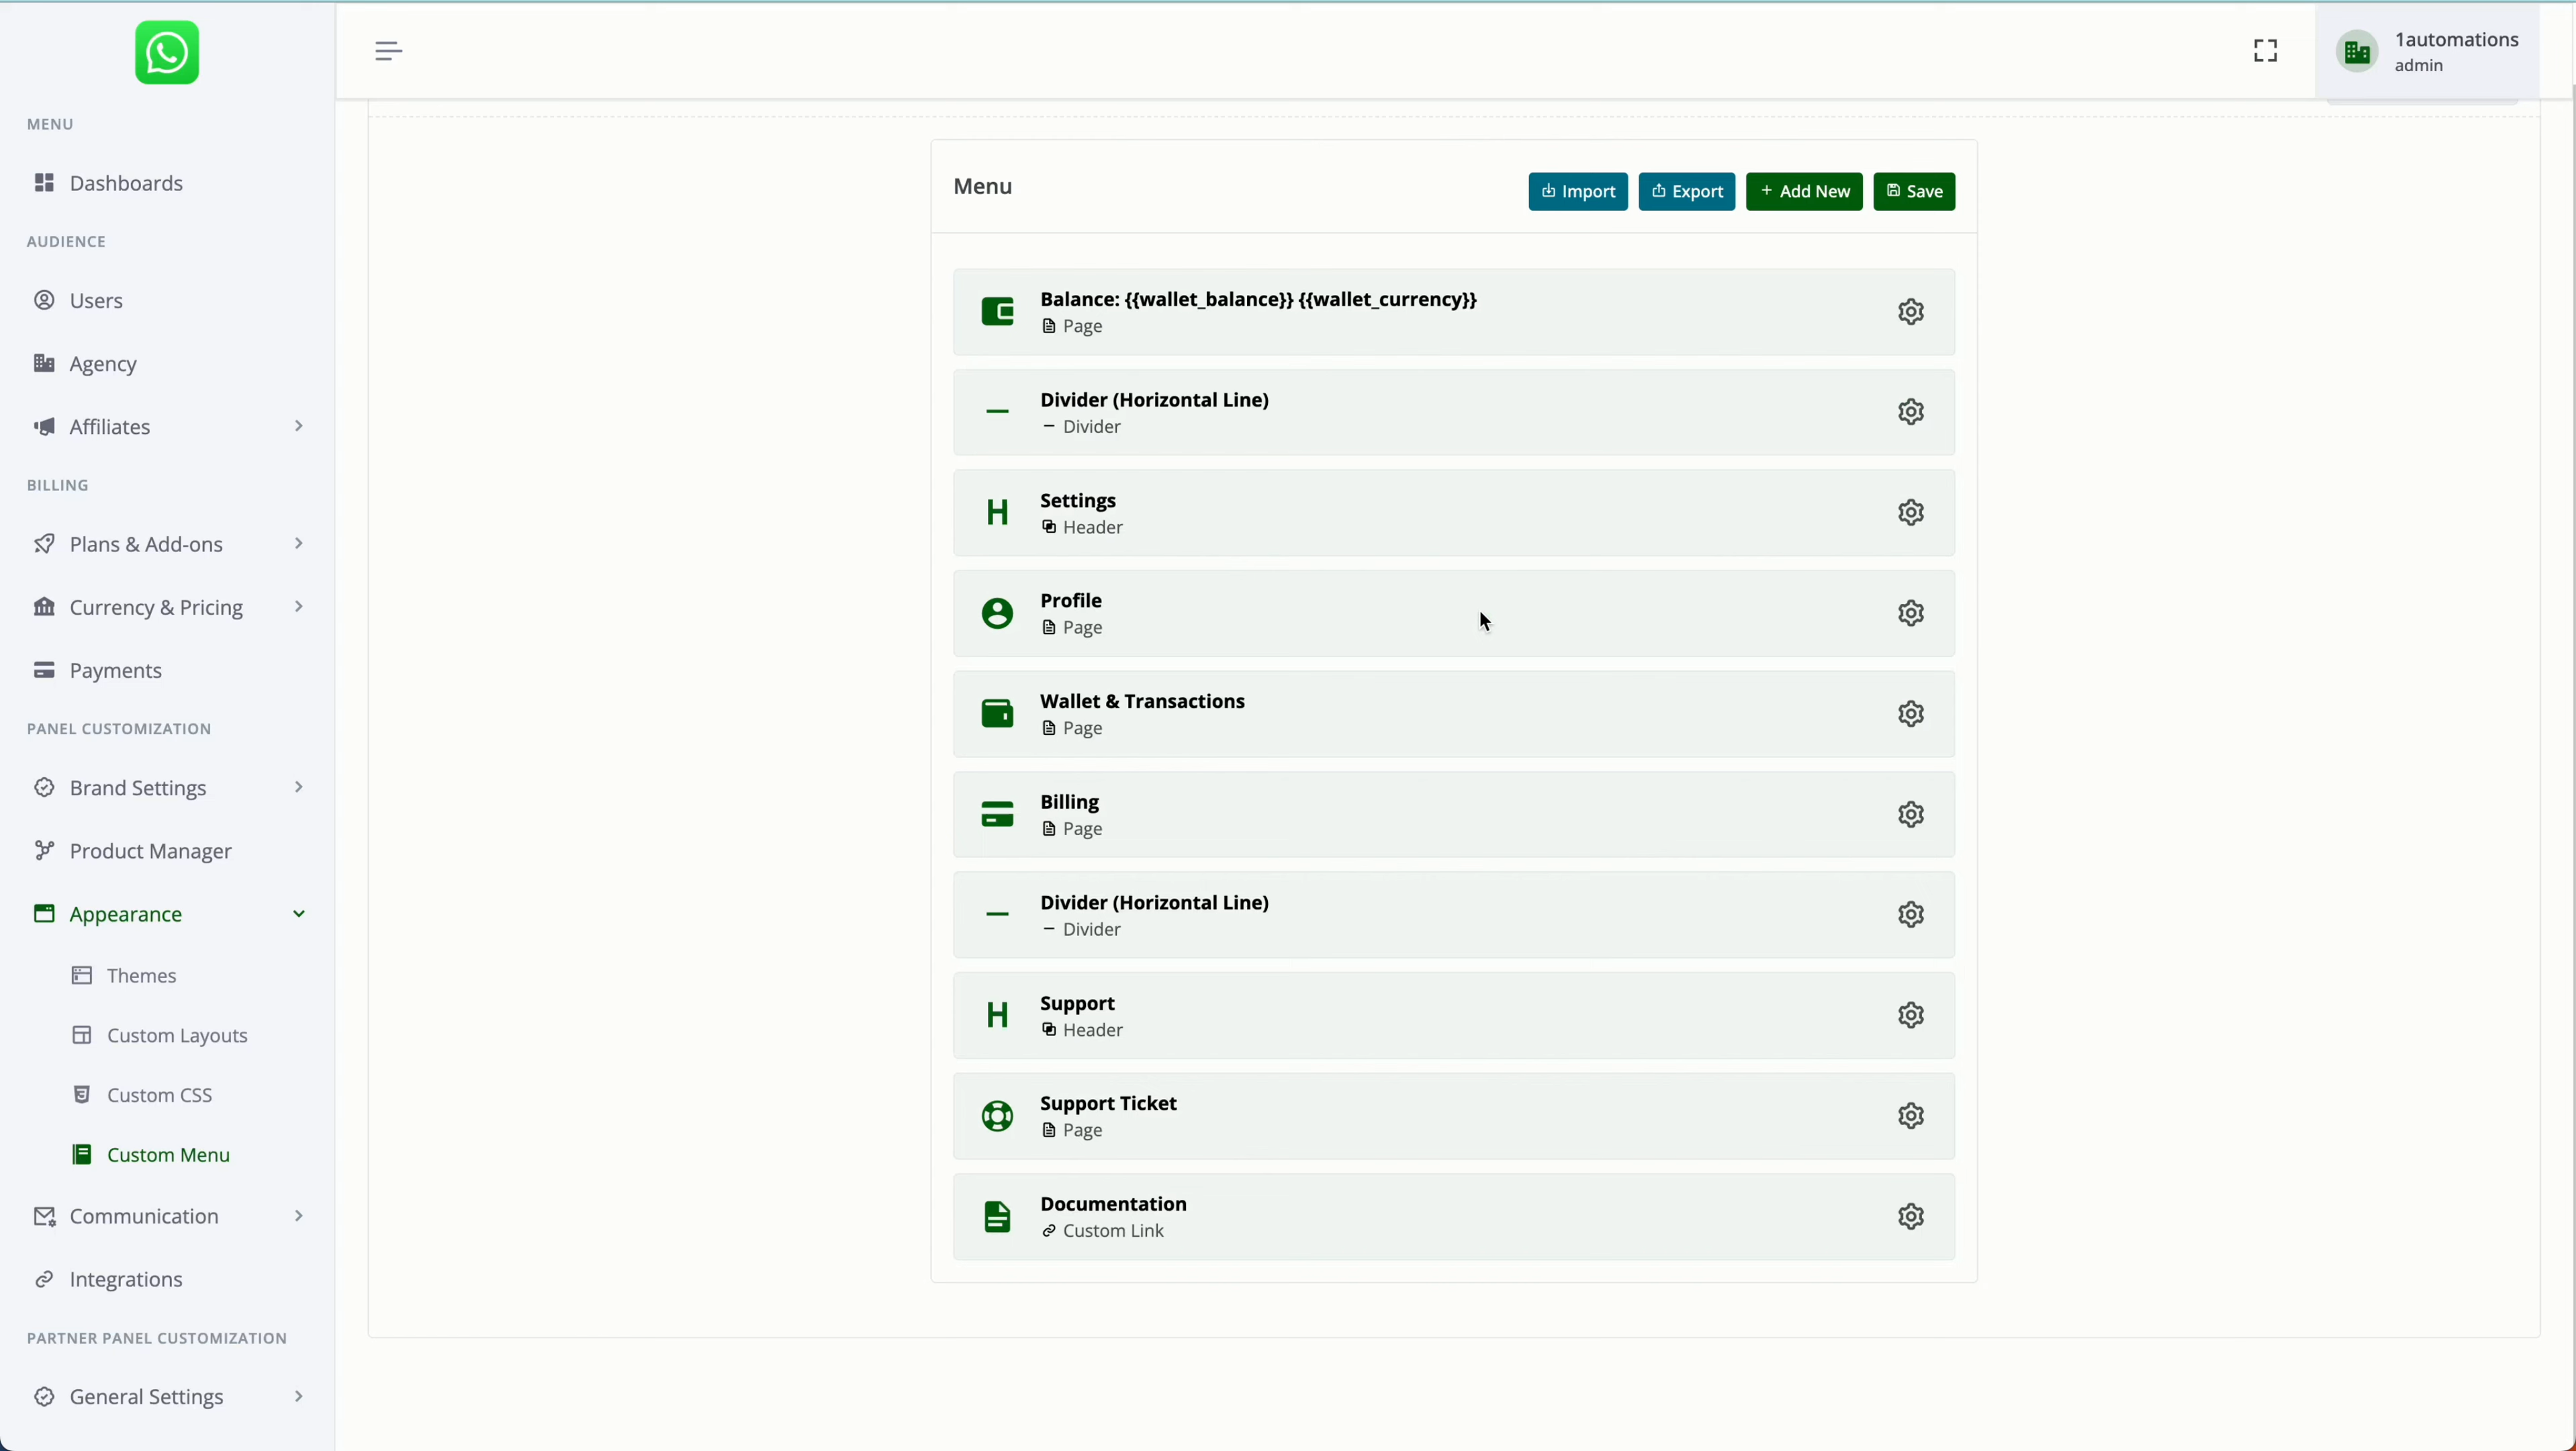 1automations
admin
MENU
Dashboards
AUDIENCE
Users
Agency
Affiliates
BILLING
Plans & Add-ons
Currency & Pricing
Payments
PANEL CUSTOMIZATION
Brand Settings
Product Manager
Appearance
Themes
Custom Layouts
Custom CSS
Custom Menu
Communication
Integrations
PARTNER PANEL CUSTOMIZATION
General Settings
Menu
Import
Export
+ Add New
Save
Balance: {{wallet_balance}} {{wallet_currency}}
Page
Divider (Horizontal Line)
Divider
H
Settings
Header
Profile
Page
Wallet & Transactions
Page
Billing
Page
Divider (Horizontal Line)
Divider
H
Support
Header
Support Ticket
Page
Documentation
Custom Link